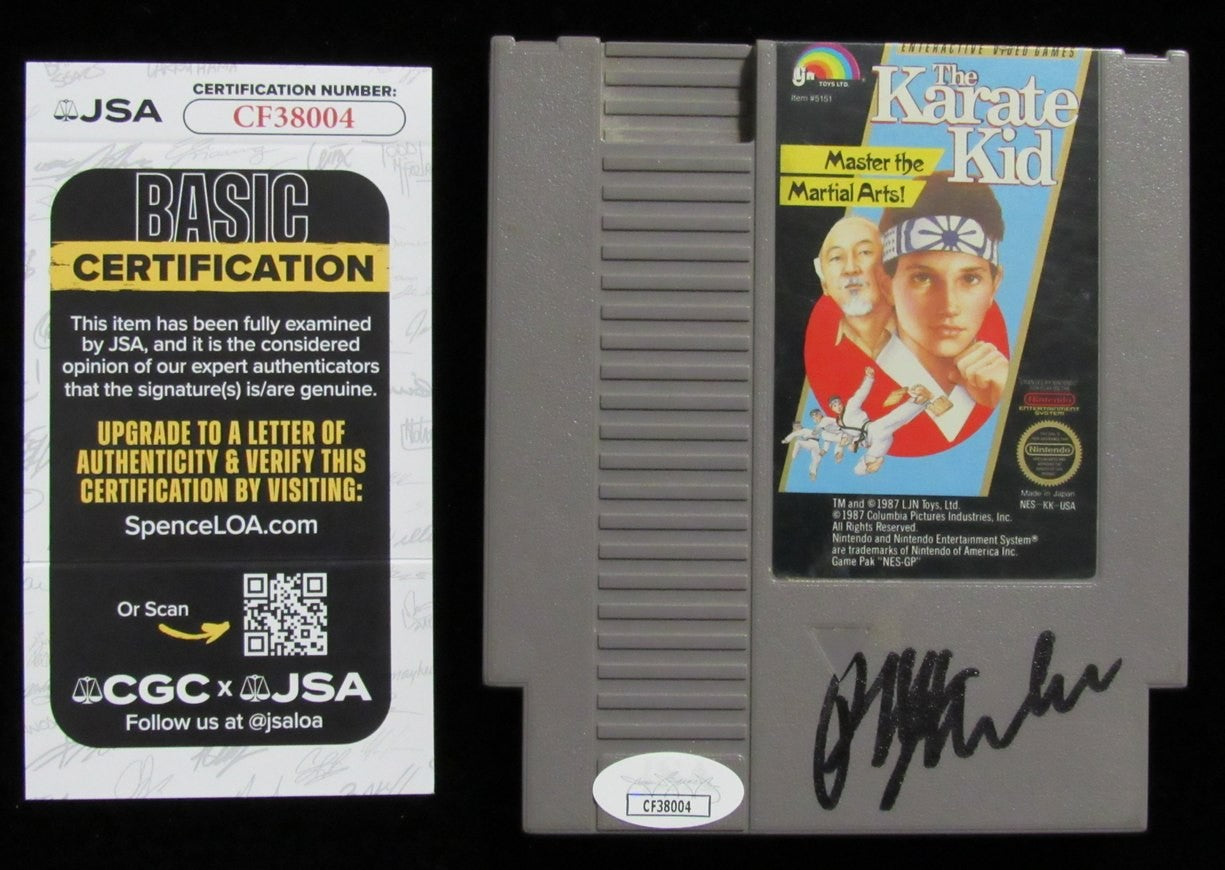 JSA
CERTIFICATION NUMBER:
CF38004
BASIC
CERTIFICATION
This item has been fully examined
by JSA, and it is the considered
opinion of our expert authenticators
that the signature(s) is/are genuine.
UPGRADE TO A LETTER OF
AUTHENTICITY & VERIFY THIS
CERTIFICATION BY VISITING:
SpenceLOA.com
Or Scan
CGC x JSA
Follow us at @jsaloa
INTERACTIVE VIDEO GAMES
LJN
TOYS LTD.
Item #5151
The
Karate
Kid
Master the
Martial Arts!
Nintendo
ENTERTAINMENT
SYSTEM
Nintendo
Made in Japan
NES-KK-USA
TM and ©1987 LJN Toys, Ltd.
©1987 Columbia Pictures Industries, Inc.
All Rights Reserved.
Nintendo and Nintendo Entertainment System®
are trademarks of Nintendo of America Inc.
Game Pak "NES-GP"
CF38004